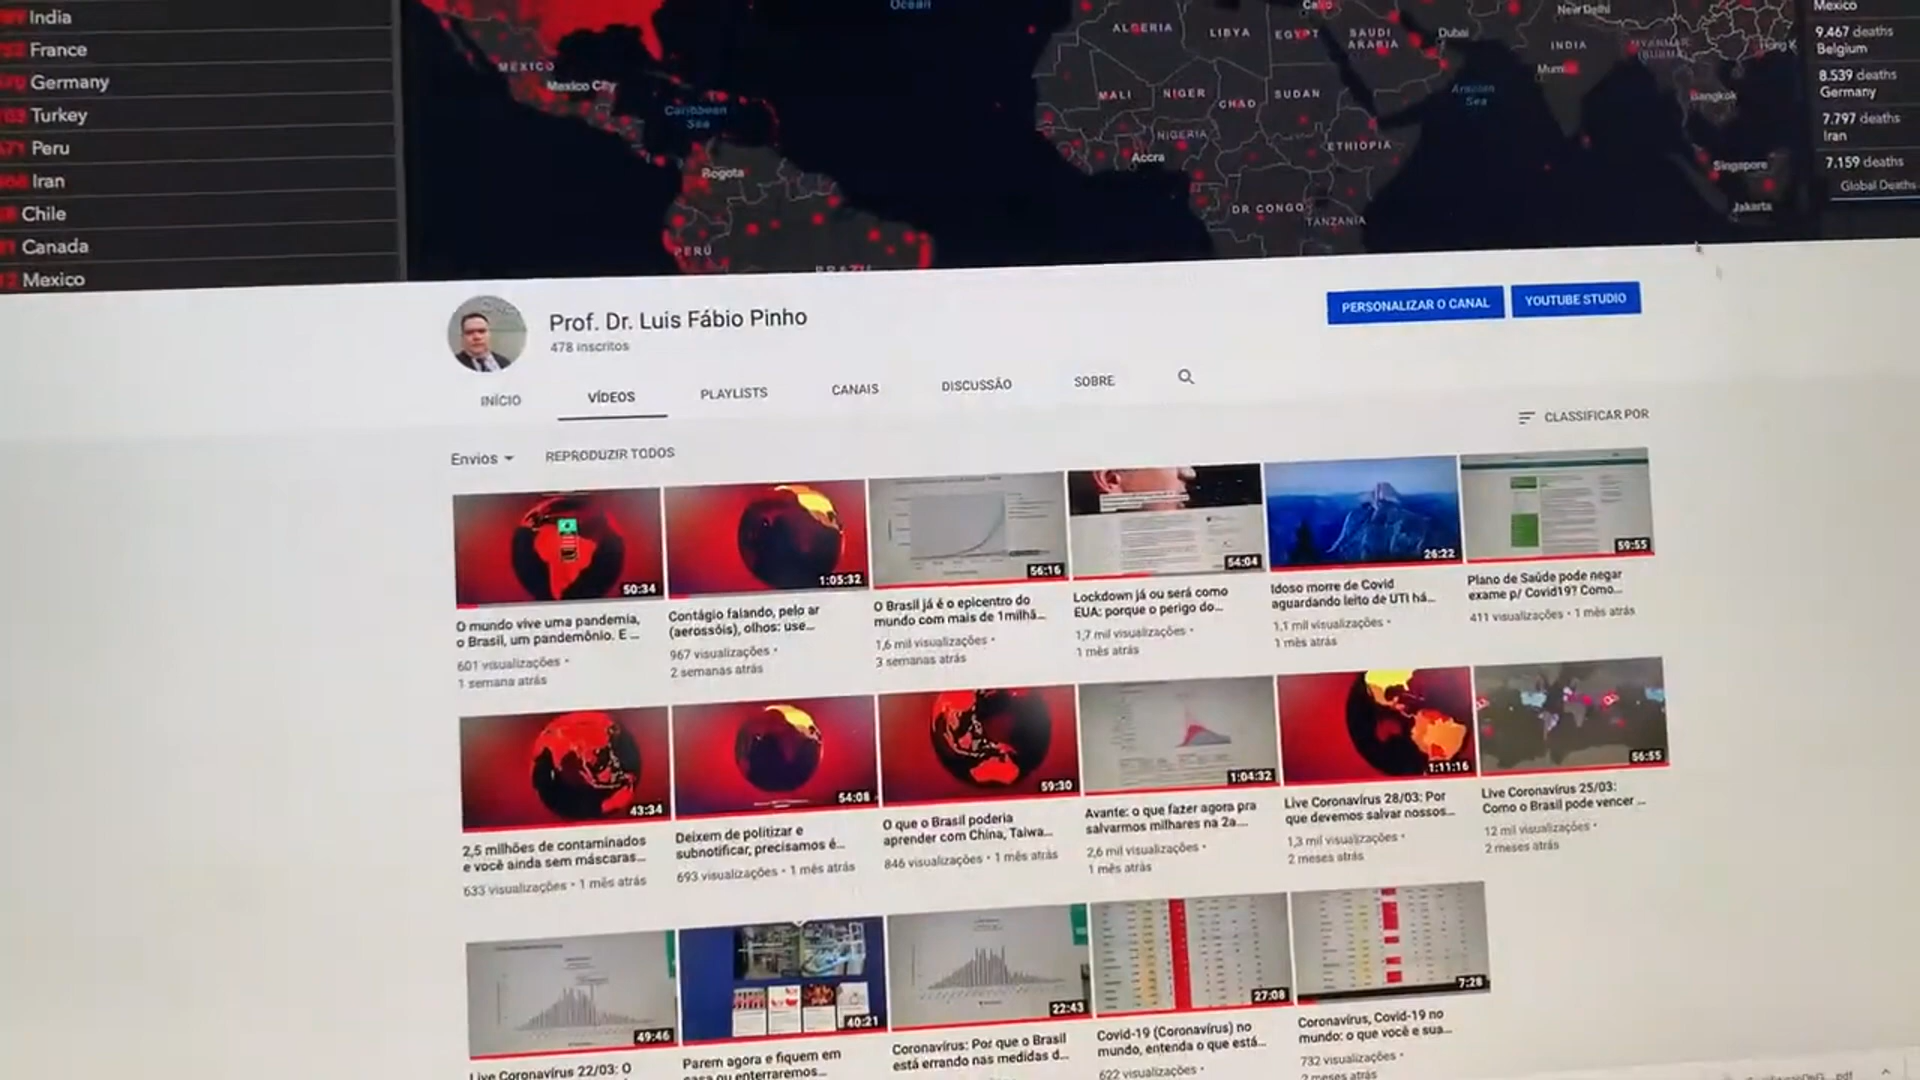 India
France
Germany
Turkey
Peru
Iran
Chile
Canada
Mexico
Ocean
MÉXICO
Mexico City
Caribbean
Sea
Bogota
PERÚ
BRAZIL
ALGERIA
LIBYA
EGYPT
SAUDI
ARABIA
Cairo
Dubai
New Delhi
INDIA
Arabian
Sea
MALI
NIGER
CHAD
SUDAN
NIGERIA
Accra
ETHIOPIA
DR CONGO
TANZANIA
Bangkok
Singapore
Jakarta
Mexico
9.467 deaths
Belgium
8.539 deaths
Germany
7.797 deaths
Iran
7.159 deaths
Global Deaths
Prof. Dr. Luis Fábio Pinho
478 inscritos
PERSONALIZAR O CANAL
YOUTUBE STUDIO
INÍCIO
VÍDEOS
PLAYLISTS
CANAIS
DISCUSSÃO
SOBRE
CLASSIFICAR POR
Envios
REPRODUZIR TODOS
50:34
O mundo vive uma pandemia,
o Brasil, um pandemônio. E ...
601 visualizações •
1 semana atrás
1:05:32
Contágio falando, pelo ar
(aerossóis), olhos: use...
967 visualizações •
2 semanas atrás
56:16
O Brasil já é o epicentro do
mundo com mais de 1milhã...
1,6 mil visualizações •
3 semanas atrás
54:04
Lockdown já ou será como
EUA: porque o perigo do...
1,7 mil visualizações •
1 mês atrás
26:22
Idoso morre de Covid
aguardando leito de UTI há...
1,1 mil visualizações •
1 mês atrás
59:55
Plano de Saúde pode negar
exame p/ Covid19? Como...
411 visualizações • 1 mês atrás
43:34
2,5 milhões de contaminados
e você ainda sem máscaras...
633 visualizações • 1 mês atrás
54:08
Deixem de politizar e
subnotificar, precisamos é...
693 visualizações • 1 mês atrás
59:30
O que o Brasil poderia
aprender com China, Taiwa...
846 visualizações • 1 mês atrás
1:04:32
Avante: o que fazer agora pra
salvarmos milhares na 2a....
2,6 mil visualizações •
1 mês atrás
1:11:16
Live Coronavírus 28/03: Por
que devemos salvar nossos...
1,3 mil visualizações •
2 meses atrás
56:55
Live Coronavírus 25/03:
Como o Brasil pode vencer ...
12 mil visualizações •
2 meses atrás
49:46
Live Coronavírus 22/03: O
40:21
Parem agora e fiquem em
casa ou enterraremos...
22:43
Coronavírus: Por que o Brasil
está errando nas medidas d...
27:08
Covid-19 (Coronavírus) no
mundo, entenda o que está...
622 visualizações •
7:28
Coronavírus, Covid-19 no
mundo: o que você e sua...
732 visualizações •
2 meses atrás